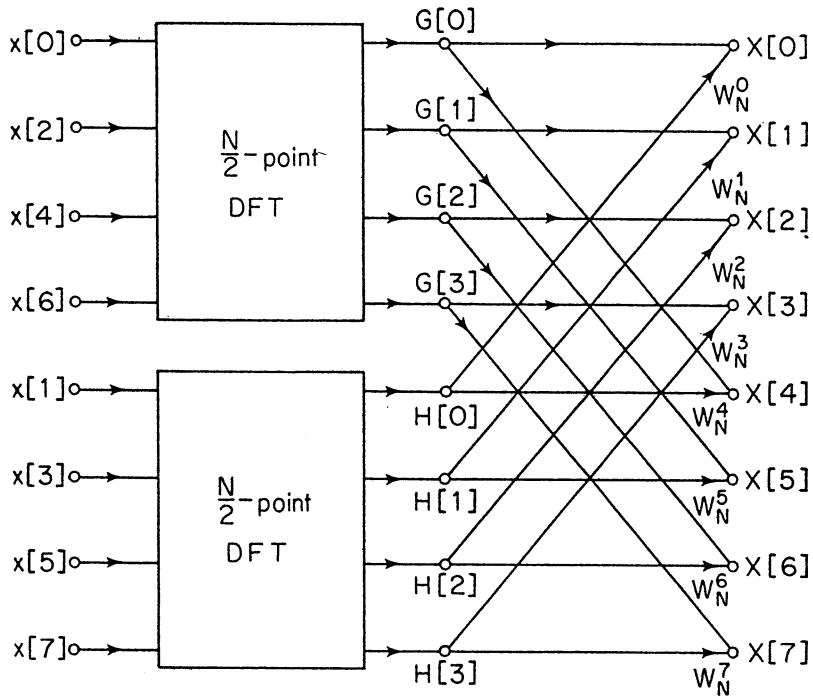 x[0]
x[2]
x[4]
x[6]
N/2-point
DFT
G[0]
G[1]
G[2]
G[3]
X[0]
W_N^0
X[1]
W_N^1
X[2]
W_N^2
X[3]
W_N^3
x[1]
x[3]
x[5]
x[7]
N/2-point
DFT
H[0]
H[1]
H[2]
H[3]
X[4]
W_N^4
X[5]
W_N^5
X[6]
W_N^6
X[7]
W_N^7